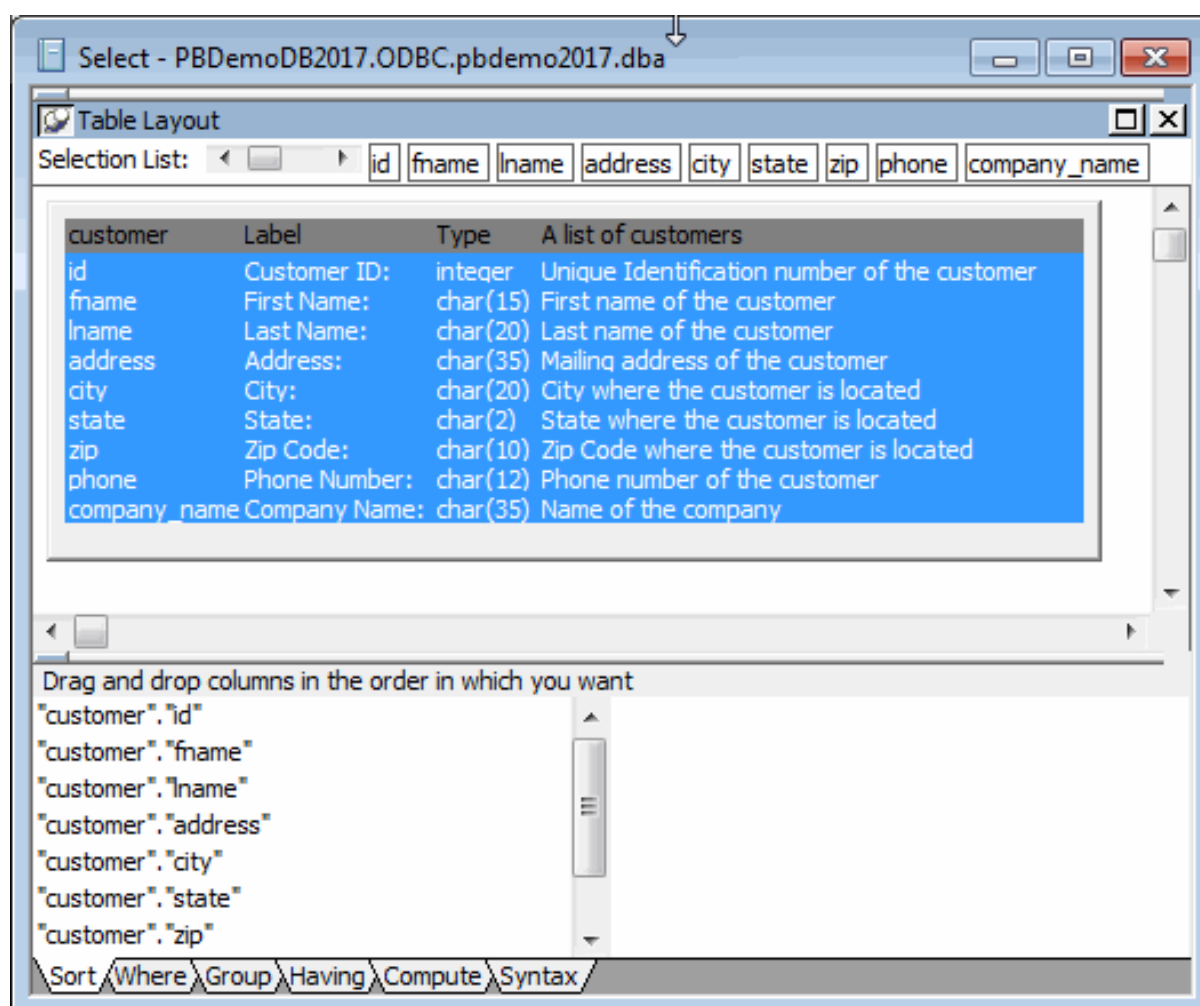 Select - PBDemoDB2017.ODBC.pbdemo2017.dba
Table Layout
Selection List: id fname lname address city state zip phone company_name
customer Label Type A list of customers
id Customer ID: integer Unique Identification number of the customer
fname First Name: char(15) First name of the customer
lname Last Name: char(20) Last name of the customer
address Address: char(35) Mailing address of the customer
city City: char(20) City where the customer is located
state State: char(2) State where the customer is located
zip Zip Code: char(10) Zip Code where the customer is located
phone Phone Number: char(12) Phone number of the customer
company_name Company Name: char(35) Name of the company
Drag and drop columns in the order in which you want
"customer"."id"
"customer"."fname"
"customer"."lname"
"customer"."address"
"customer"."city"
"customer"."state"
"customer"."zip"
Sort Where Group Having Compute Syntax